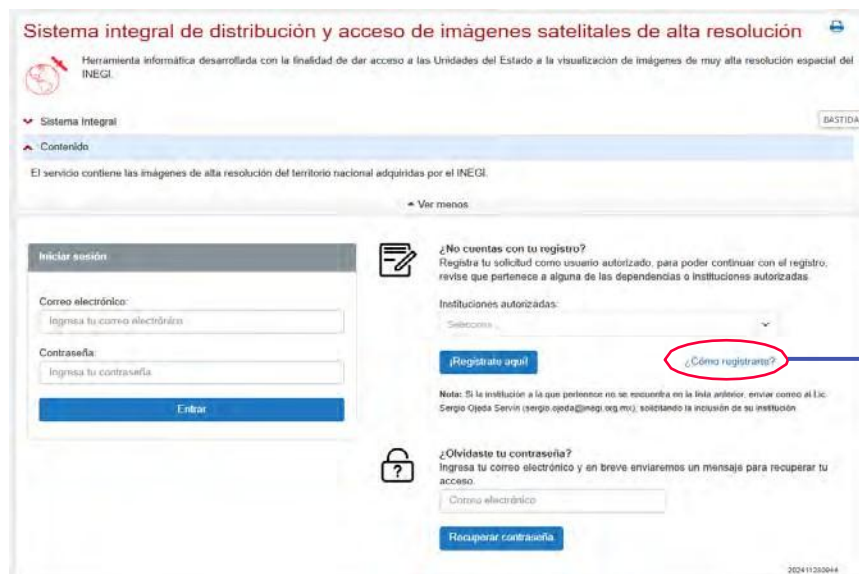 Sistema integral de distribución y acceso de imágenes satelitales de alta resolución
Herramienta informática desarrollada con la finalidad de dar acceso a las Unidades del Estado a la visualización de imágenes de muy alta resolución espacial del
INEGI.
Sistema Integral
BASTIDA
Contenido
El servicio contiene las imágenes de alta resolución del territorio nacional adquiridas por el INEGI.
Ver menos
Iniciar sesión
Correo electrónico:
Ingresa tu correo electrónico
Contraseña:
Ingresa tu contraseña
Entrar
¿No cuentas con tu registro?
Registra tu solicitud como usuario autorizado, para poder continuar con el registro,
revise que pertenece a alguna de las dependencias o instituciones autorizadas.
Instituciones autorizadas:
Selecciona ..
¡Regístrate aquí!
¿Cómo registrarte?
Nota: Si la institución a la que pertenece no se encuentra en la lista anterior, enviar correo al Lic.
Sergio Ojeda Servín (sergio.ojeda@inegi.org.mx), solicitando la inclusión de su institución
¿Olvidaste tu contraseña?
Ingresa tu correo electrónico y en breve enviaremos un mensaje para recuperar tu
acceso.
Correo electrónico
Recuperar contraseña